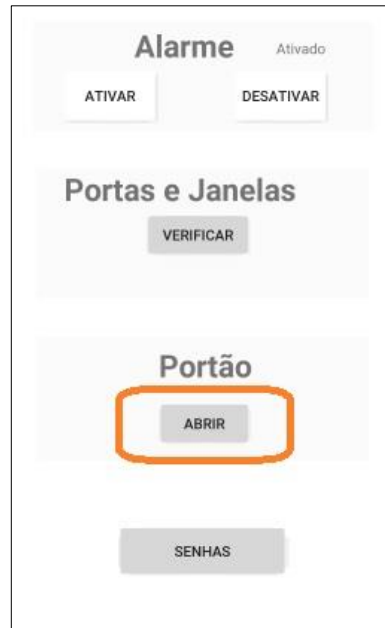 Alarme Ativado
ATIVAR DESATIVAR
Portas e Janelas
VERIFICAR
Portão
ABRIR
SENHAS